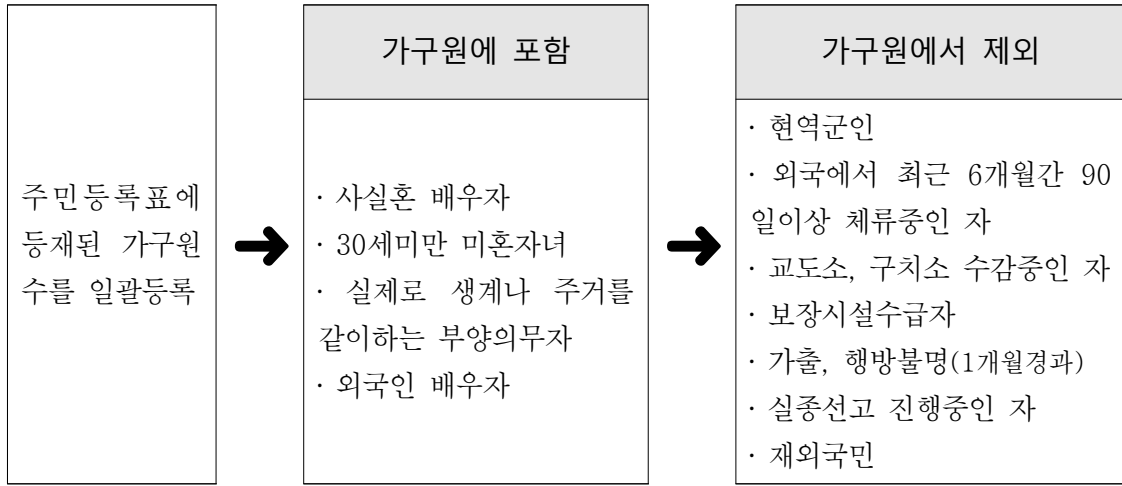 주민등록표에
등재된 가구원
수를 일괄등록
가구원에 포함
· 사실혼 배우자
· 30세미만 미혼자녀
· 실제로 생계나 주거를
같이하는 부양의무자
· 외국인 배우자
가구원에서 제외
· 현역군인
· 외국에서 최근 6개월간 90
일이상 체류중인 자
· 교도소, 구치소 수감중인 자
· 보장시설수급자
· 가출, 행방불명(1개월경과)
· 실종선고 진행중인 자
· 재외국민